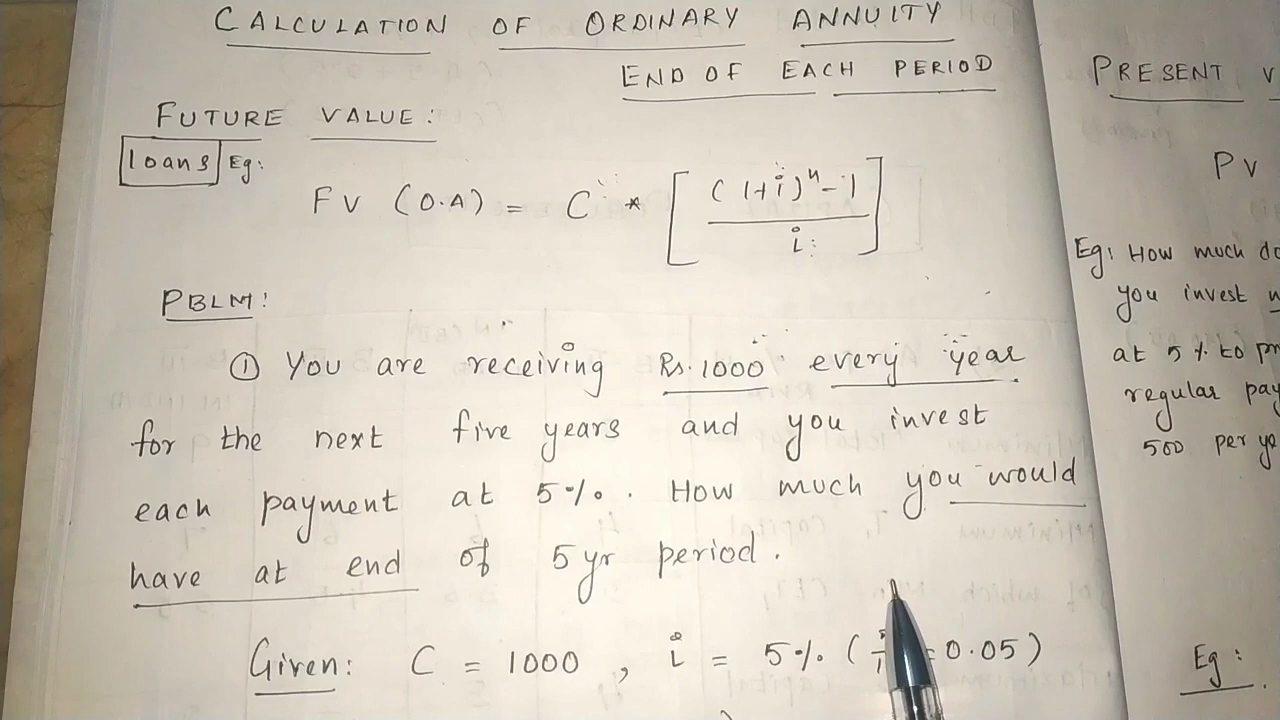 CALCULATION OF ORDINARY ANNUITY
END OF EACH PERIOD
FUTURE VALUE:
loans Eg:
FV (O.A) = C * [ (1+i)^n - 1 / i ]
PBLM:
① You are receiving Rs. 1000 every year
for the next five years and you invest
each payment at 5%. How much you would
have at end of 5 yr period.
Given: C = 1000, i = 5% ( = 0.05)
PRESENT V
PV
Eg: How much do
you invest
at 5% to
regular pay
500 per ye
Eg: